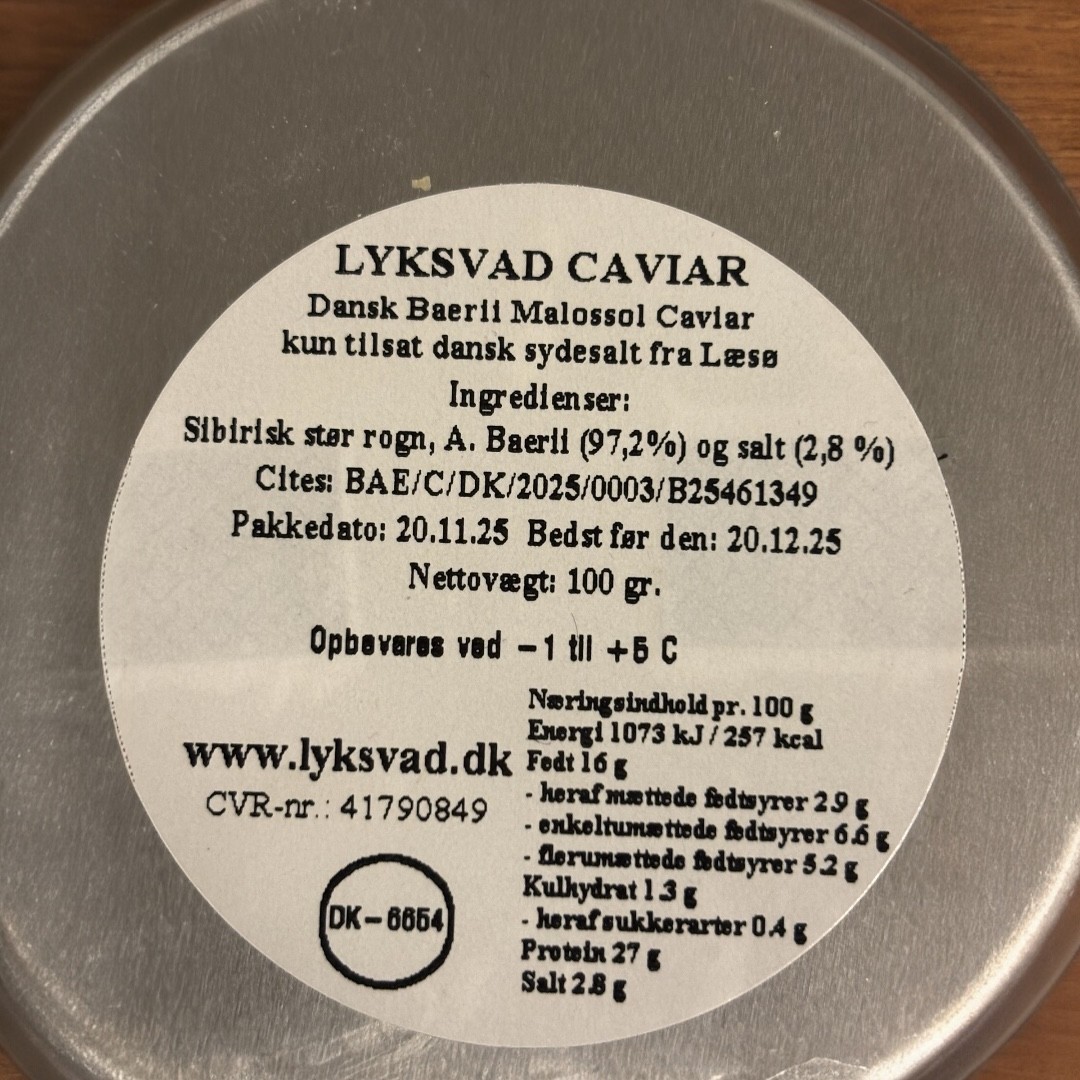 LYKSVAD CAVIAR
Dansk Baerii Malossol Caviar
kun tilsat dansk sydesalt fra Læsø
Ingredienser:
Sibirisk stør rogn, A. Baerii (97,2%) og salt (2,8 %)
Cites: BAE/C/DK/2025/0003/B25461349
Pakkedato: 20.11.25 Bedst før den: 20.12.25
Nettovægt: 100 gr.
Opbevares ved -1 til +5 C
Næringsindhold pr. 100 g
Energi 1073 kJ / 257 kcal
Fedt 16 g
- heraf mættede fedtsyrer 2.9 g
- enkeltumættede fedtsyrer 6.6 g
- flerumættede fedtsyrer 5.2 g
Kulhydrat 1.3 g
- heraf sukkerarter 0.4 g
Protein 27 g
Salt 2.8 g
www.lyksvad.dk
CVR-nr.: 41790849
DK-6654